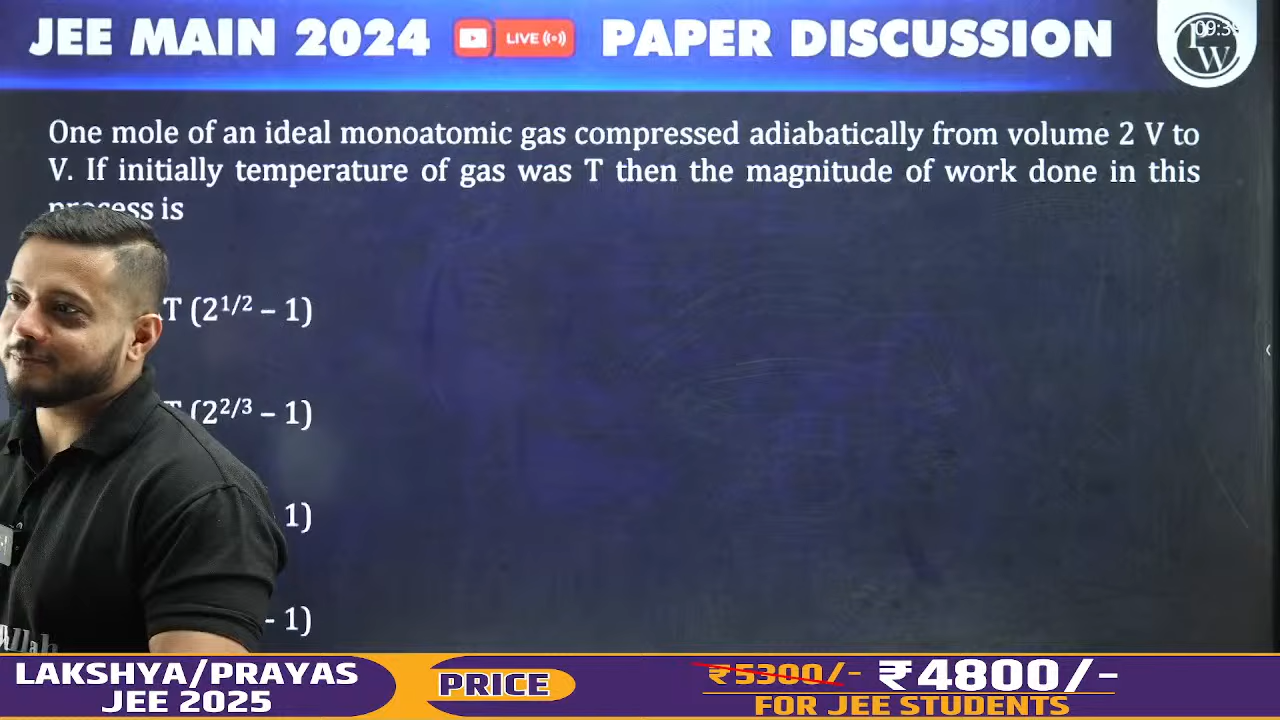 JEE MAIN 2024 LIVE PAPER DISCUSSION
One mole of an ideal monoatomic gas compressed adiabatically from volume 2 V to
V. If initially temperature of gas was T then the magnitude of work done in this
process is
T (2^{1/2} – 1)
(2^{2/3} – 1)
1)
- 1)
LAKSHYA/PRAYAS
JEE 2025
PRICE
₹5300/- ₹4800/-
FOR JEE STUDENTS